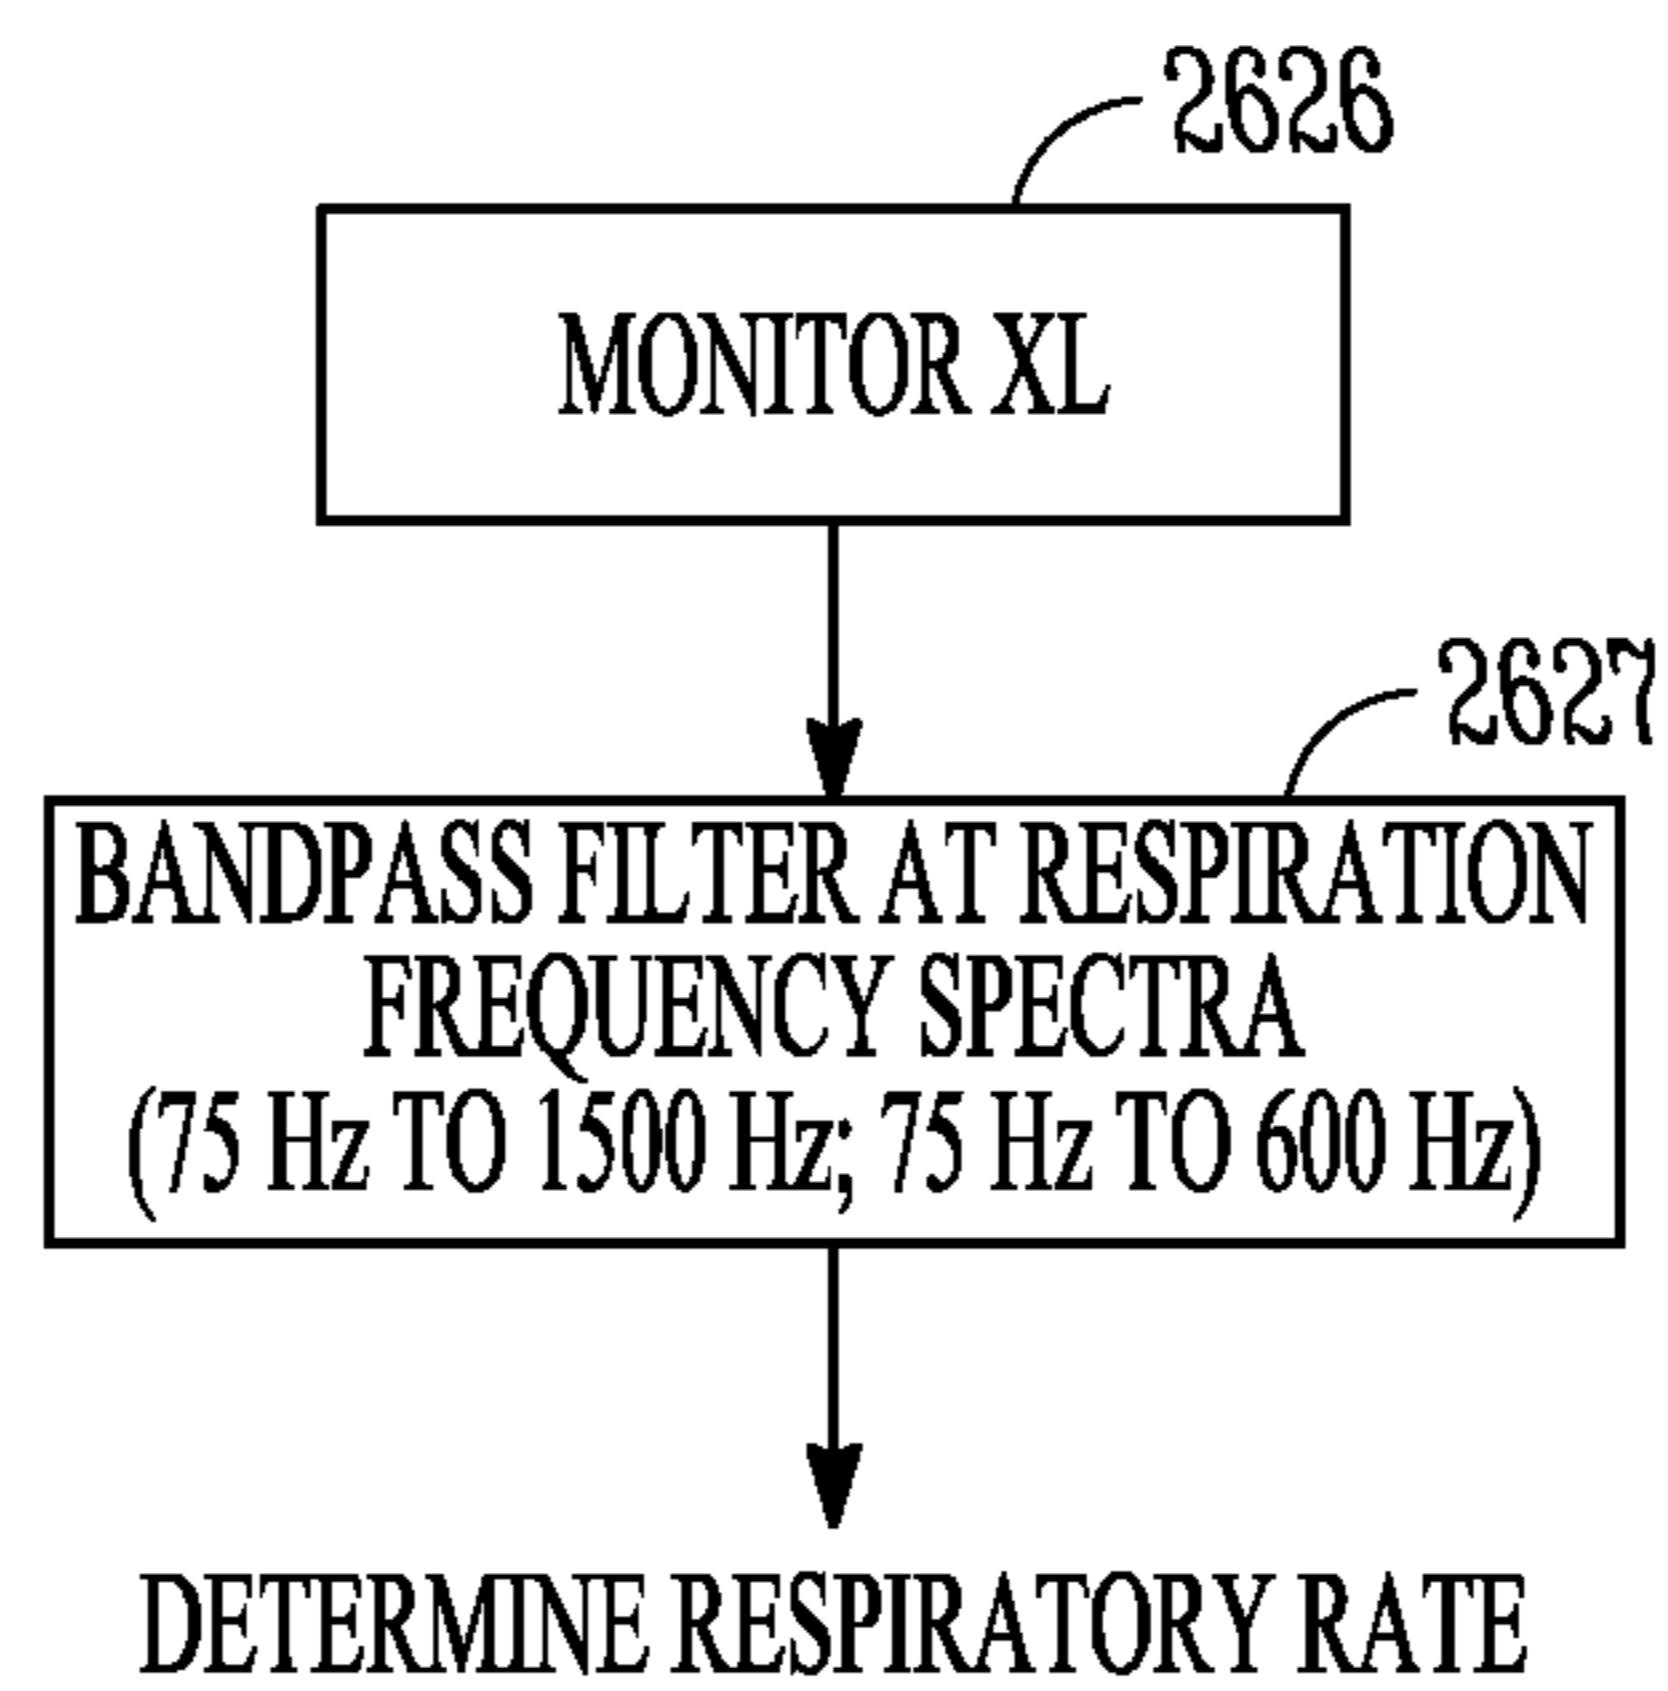 2626
MONITOR XL
2627
BANDPASS FILTER AT RESPIRATION
FREQUENCY SPECTRA
(75 Hz TO 1500 Hz; 75 Hz TO 600 Hz)
DETERMINE RESPIRATORY RATE